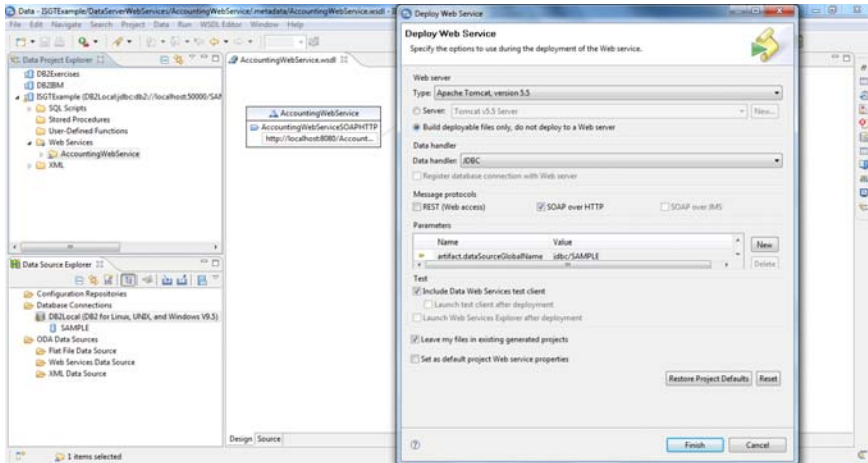 Data - ISGTExample/DataServerWebServices/AccountingWebService/.metadata/AccountingWebService.wsdl - I
File Edit Navigate Search Project Data Run WSDL Editor Window Help
Data Project Explorer
DB2Exercises
DB2IBM
ISGTExample (DB2Local:jdbc:db2://localhost:50000/SAM
SQL Scripts
Stored Procedures
User-Defined Functions
Web Services
AccountingWebService
XML
Data Source Explorer
Configuration Repositories
Database Connections
DB2Local (DB2 for Linux, UNIX, and Windows V9.5)
SAMPLE
ODA Data Sources
Flat File Data Source
Web Services Data Source
XML Data Source
1 items selected
AccountingWebService.wsdl
AccountingWebService
AccountingWebServiceSOAPHTTP
http://localhost:8080/Account...
Design Source
Deploy Web Service
Deploy Web Service
Specify the options to use during the deployment of the Web service.
Web server
Type: Apache Tomcat, version 5.5
Server: Tomcat v5.5 Server New...
Build deployable files only, do not deploy to a Web server
Data handler
Data handler: JDBC
Register database connection with Web server
Message protocols
REST (Web access) SOAP over HTTP SOAP over JMS
Parameters
Name Value
artifact.dataSourceGlobalName jdbc/SAMPLE
New
Delete
Test
Include Data Web Services test client
Launch test client after deployment
Launch Web Services Explorer after deployment
Leave my files in existing generated projects
Set as default project Web service properties
Restore Project Defaults Reset
Finish Cancel